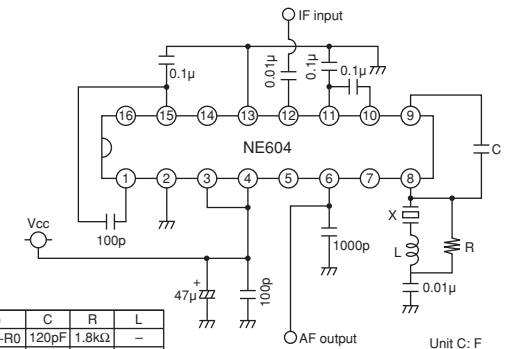 IF input
0.1µ
0.01µ
0.1µ
0.1µ
16 15 14 13 12 11 10 9
NE604
C
1 2 3 4 5 6 7 8
Vcc
100p
X
1000p
L
R
47µ
+
100p
0.01µ
C R L
-R0 120pF 1.8kΩ –
AF output
Unit C: F